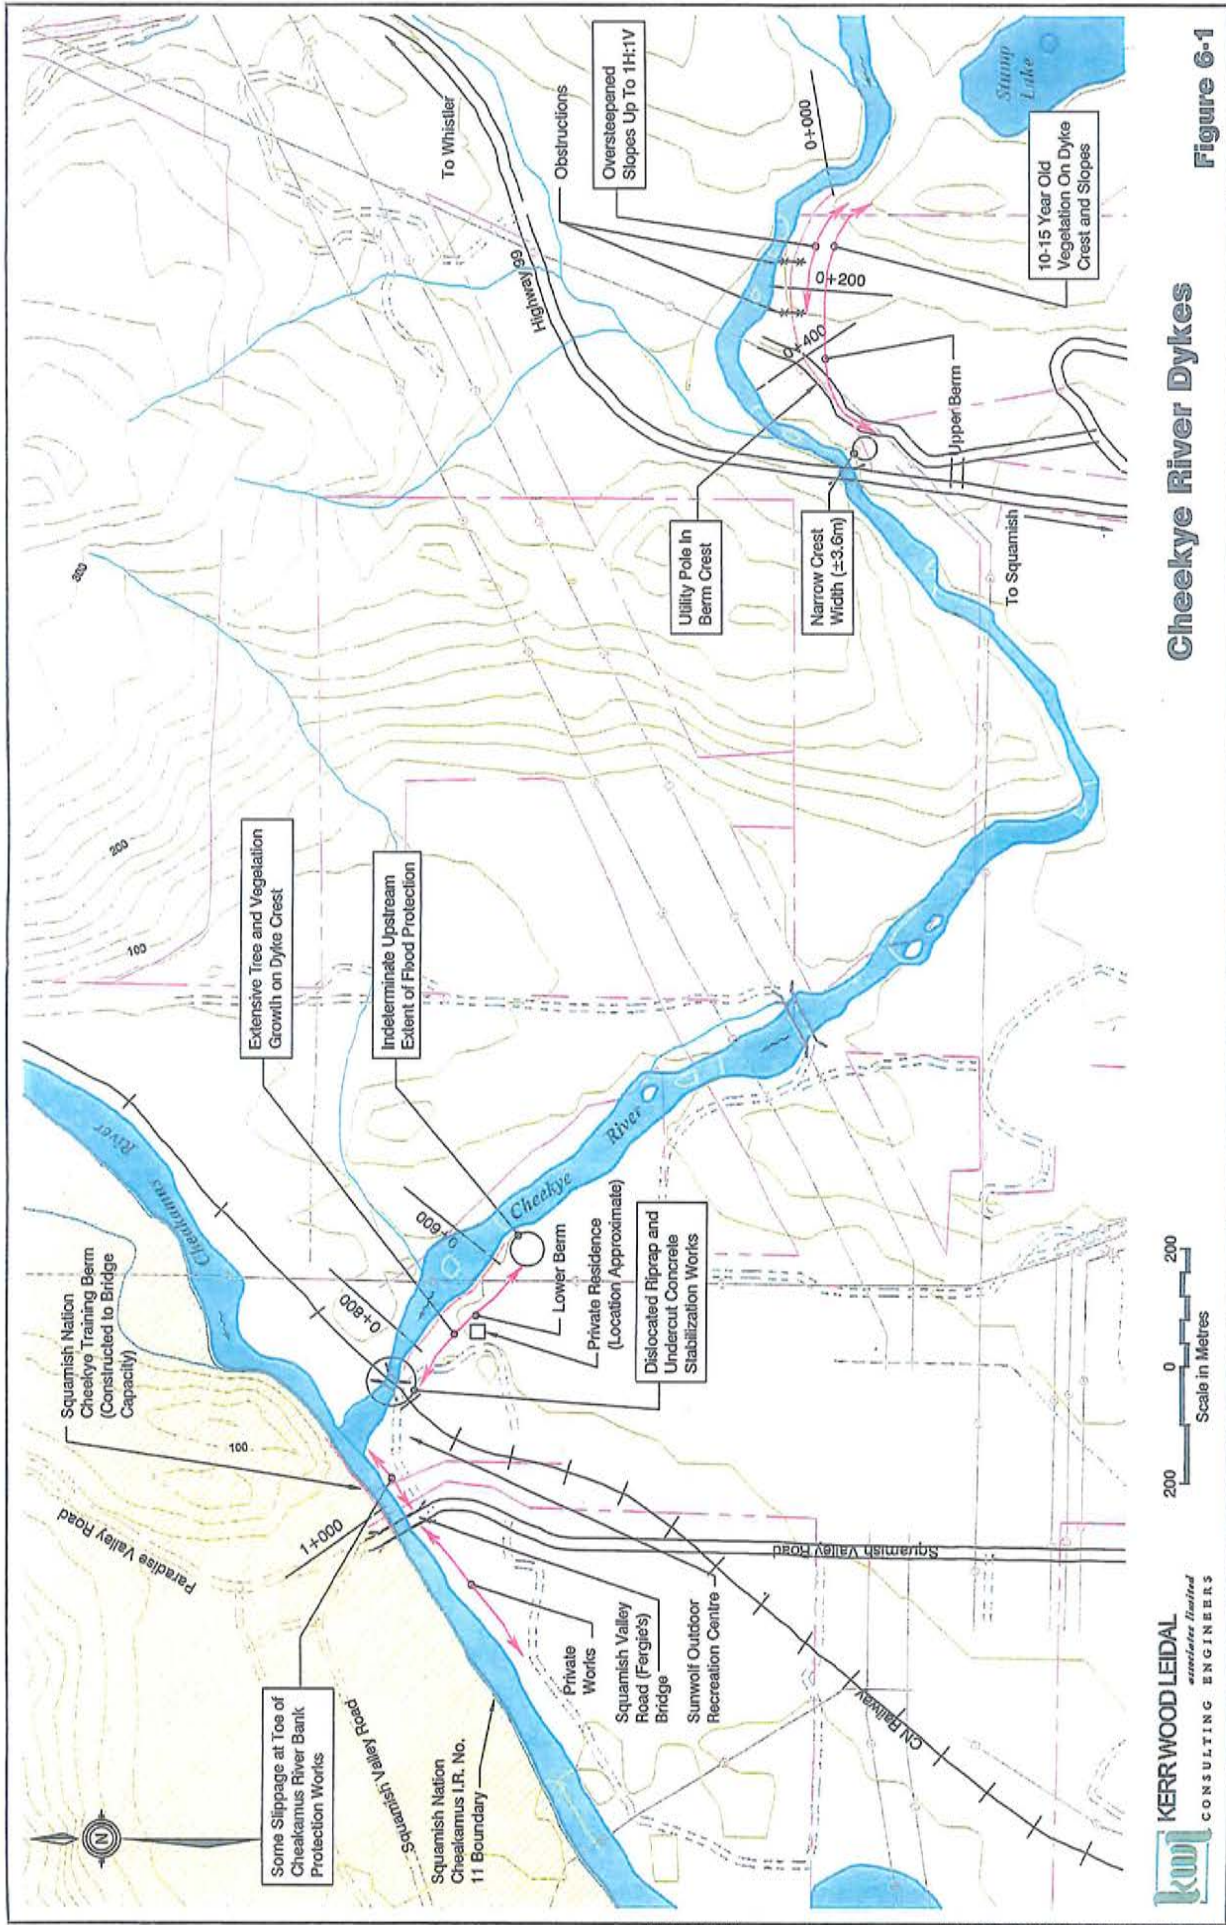 Some Slippage at Toe of
Cheakamus River Bank
Protection Works
Squamish Nation
Cheekye Training Berm
(Constructed to Bridge
Capacity)
Extensive Tree and Vegetation
Growth on Dyke Crest
Indeterminate Upstream
Extent of Flood Protection
Paradise Valley Road
Squamish Valley Road
Squamish Nation
Cheakamus I.R. No.
11 Boundary
Cheakamus
River
100
1+000
0+800
0+600
100
200
300
Cheekye
River
Lower Berm
Private Residence
(Location Approximate)
Dislocated Riprap and
Undercut Concrete
Stabilization Works
Private
Works
Squamish Valley
Road (Fergie's)
Bridge
Sunwolf Outdoor
Recreation Centre
CN Railway
Squamish Valley Road
To Whistler
Highway 99
Obstructions
Oversteepened
Slopes Up To 1H:1V
Utility Pole In
Berm Crest
Narrow Crest
Width (±3.6m)
0+400
0+200
0+000
Upper Berm
To Squamish
10-15 Year Old
Vegetation On Dyke
Crest and Slopes
Stump
Lake
N
200
0
200
Scale in Metres
kwl
KERR WOOD LEIDAL
associates limited
CONSULTING ENGINEERS
Cheekye River Dykes
Figure 6-1